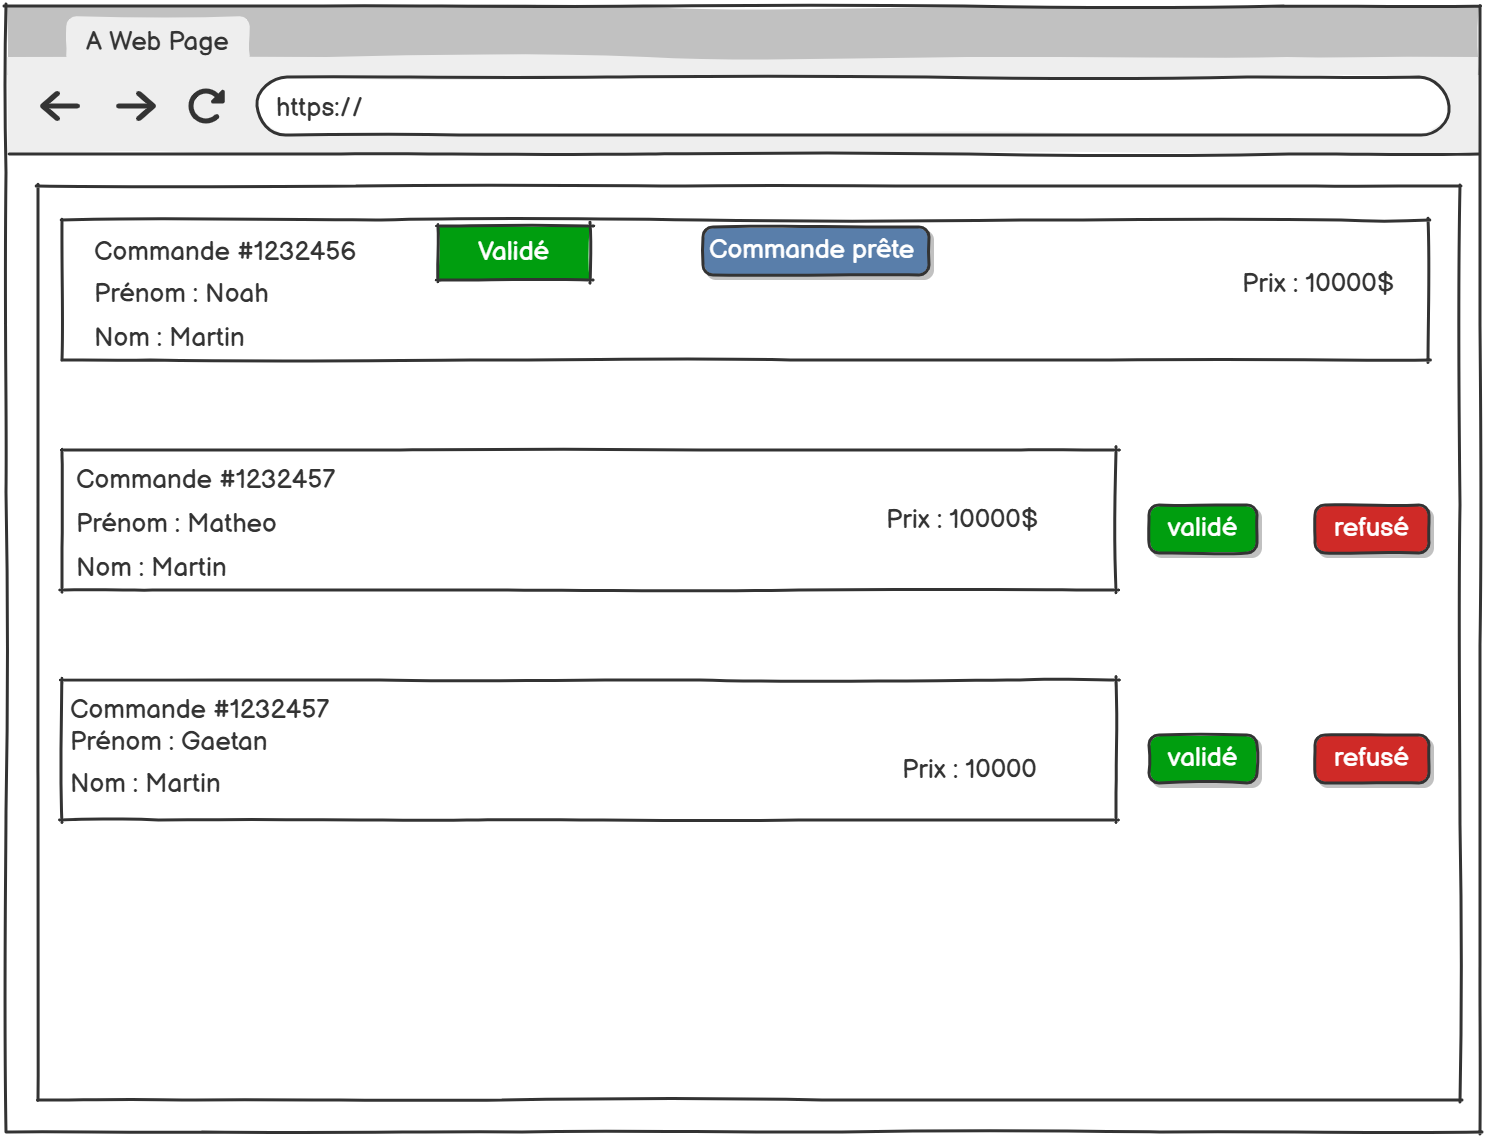 A Web Page
https://
Commande #1232456
Validé
Commande prête
Prénom : Noah
Prix : 10000$
Nom : Martin
Commande #1232457
Prénom : Matheo
Prix : 10000$
validé
refusé
Nom : Martin
Commande #1232457
Prénom : Gaetan
Prix : 10000
validé
refusé
Nom : Martin